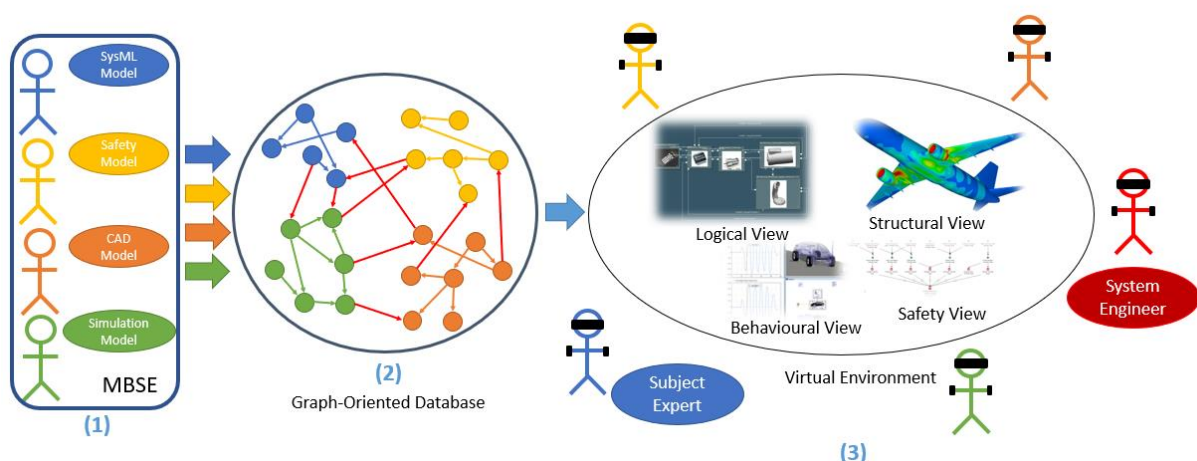 SysML
Model
Safety
Model
CAD
Model
Simulation
Model
MBSE
(1)
(2)
Graph-Oriented Database
Logical View
Structural View
Behavioural View
Safety View
Virtual Environment
System
Engineer
Subject
Expert
(3)